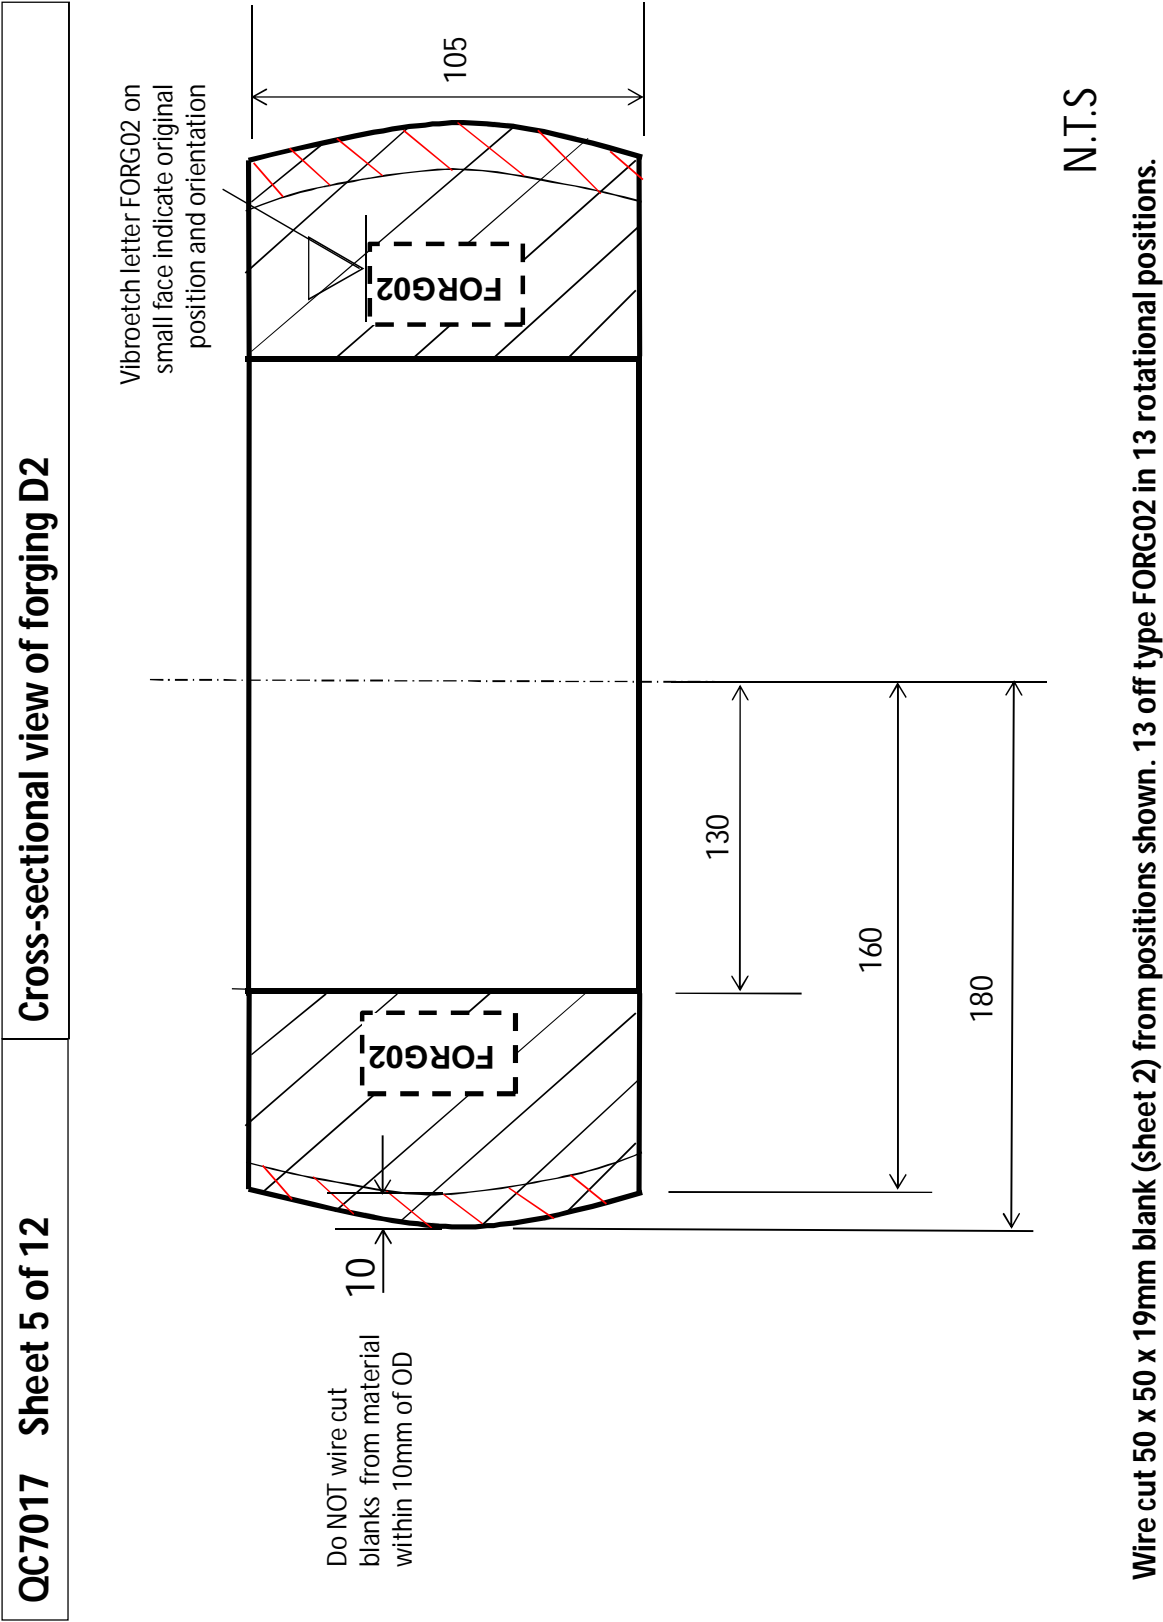 QC7017 Sheet 5 of 12
Cross-sectional view of forging D2
Vibroetch letter FORG02 on
small face indicate original
position and orientation
105
FORG02
FORG02
10
Do NOT wire cut
blanks from material
within 10mm of OD
130
160
180
N.T.S
Wire cut 50 x 50 x 19mm blank (sheet 2) from positions shown. 13 off type FORG02 in 13 rotational positions.